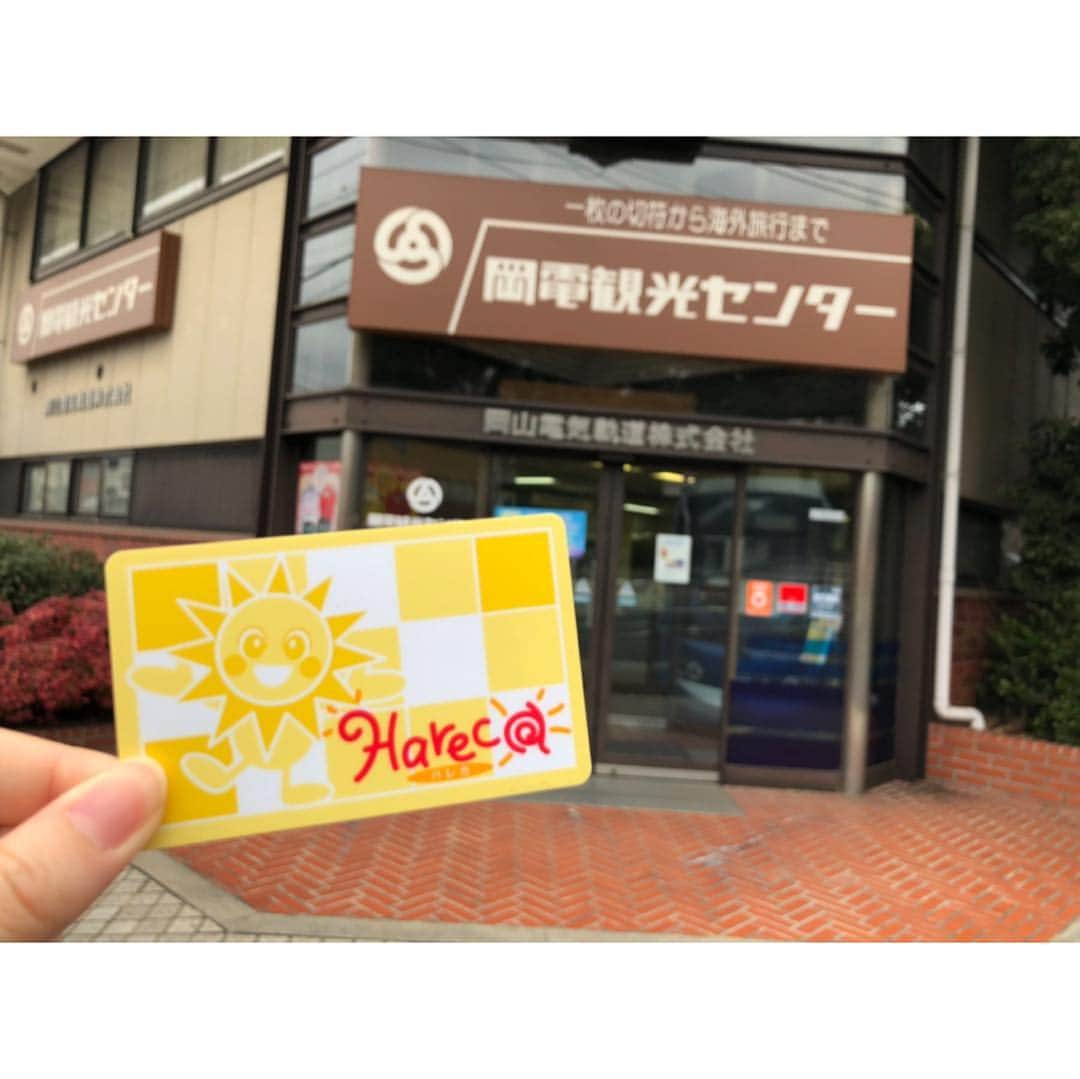 一枚の切符から海外旅行まで
岡電観光センター
岡電観光センター
岡山電気軌道株式会社
Harec@
ハレカ